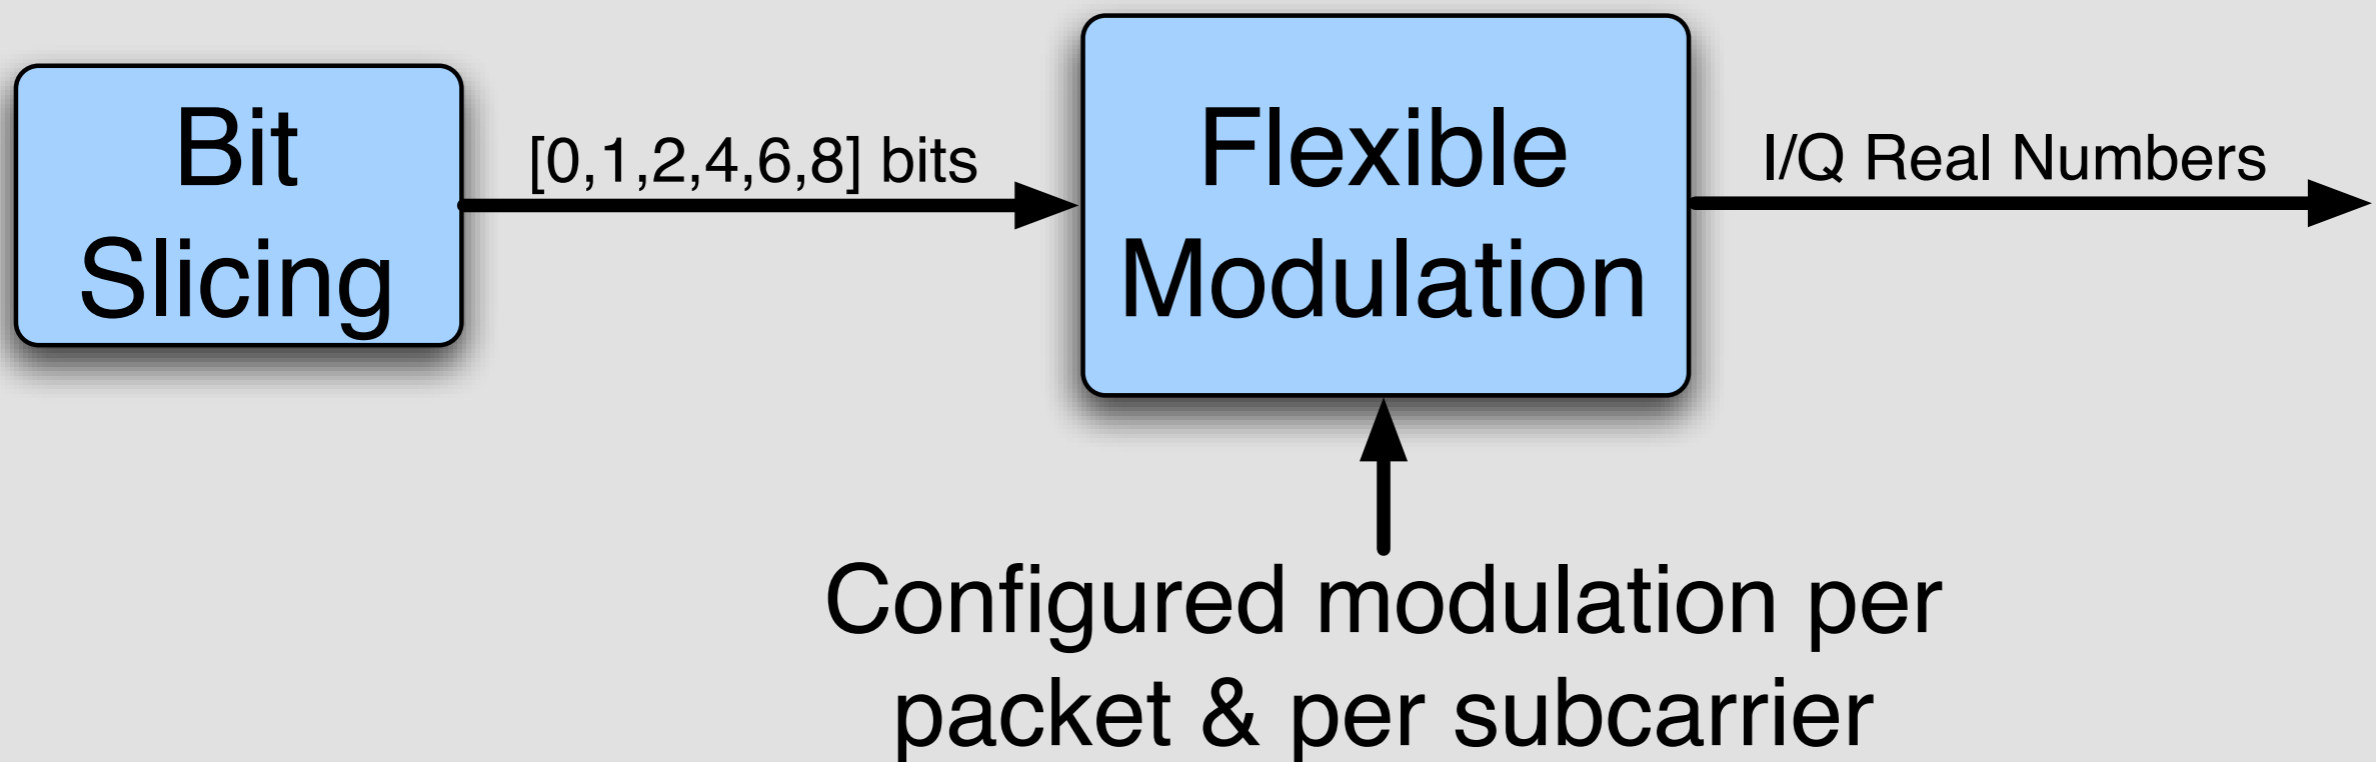 Bit
Slicing
[0,1,2,4,6,8] bits
Flexible
Modulation
I/Q Real Numbers
Configured modulation per
packet & per subcarrier